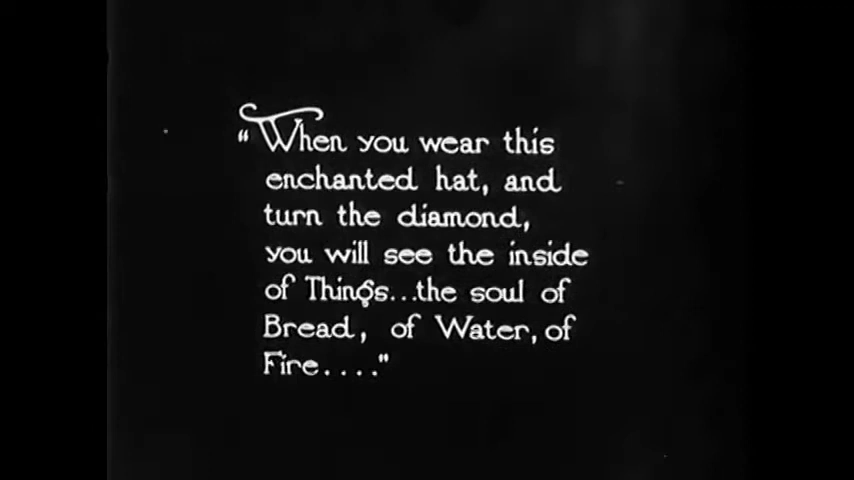 "When you wear this
enchanted hat, and
turn the diamond,
you will see the inside
of Things...the soul of
Bread, of Water, of
Fire...."